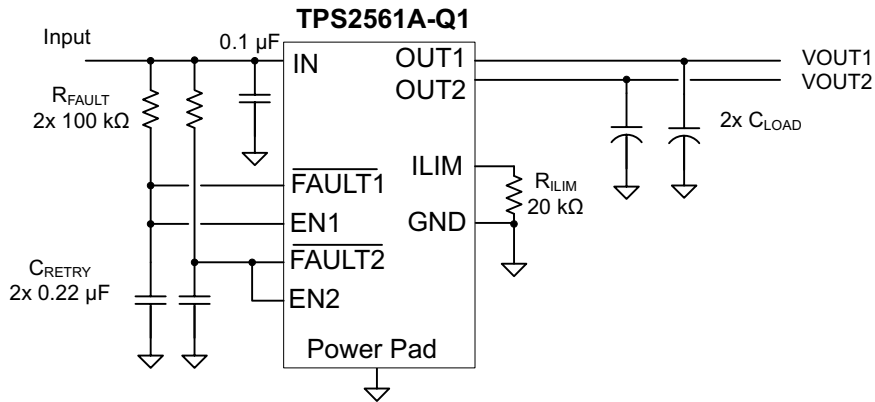 TPS2561A-Q1
Input
0.1 µF
IN
OUT1
OUT2
VOUT1
VOUT2
RFAULT
2x 100 kΩ
2x CLOAD
ILIM
RILIM
20 kΩ
FAULT1
EN1
GND
FAULT2
EN2
CRETRY
2x 0.22 µF
Power Pad